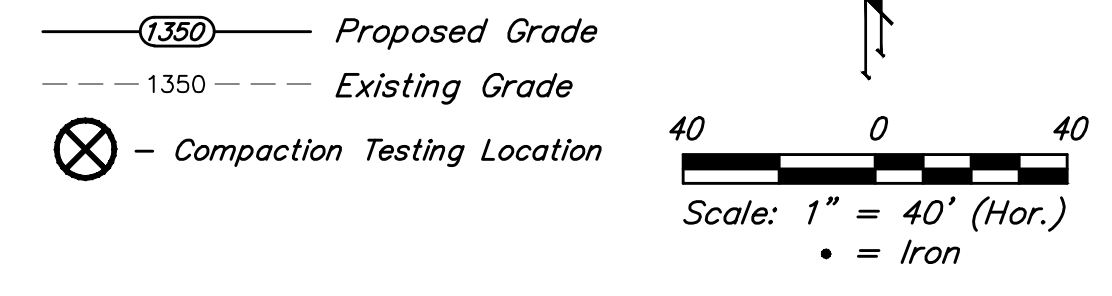 1350 Proposed Grade
1350 Existing Grade
- Compaction Testing Location
40 0 40
Scale: 1" = 40' (Hor.)
• = Iron